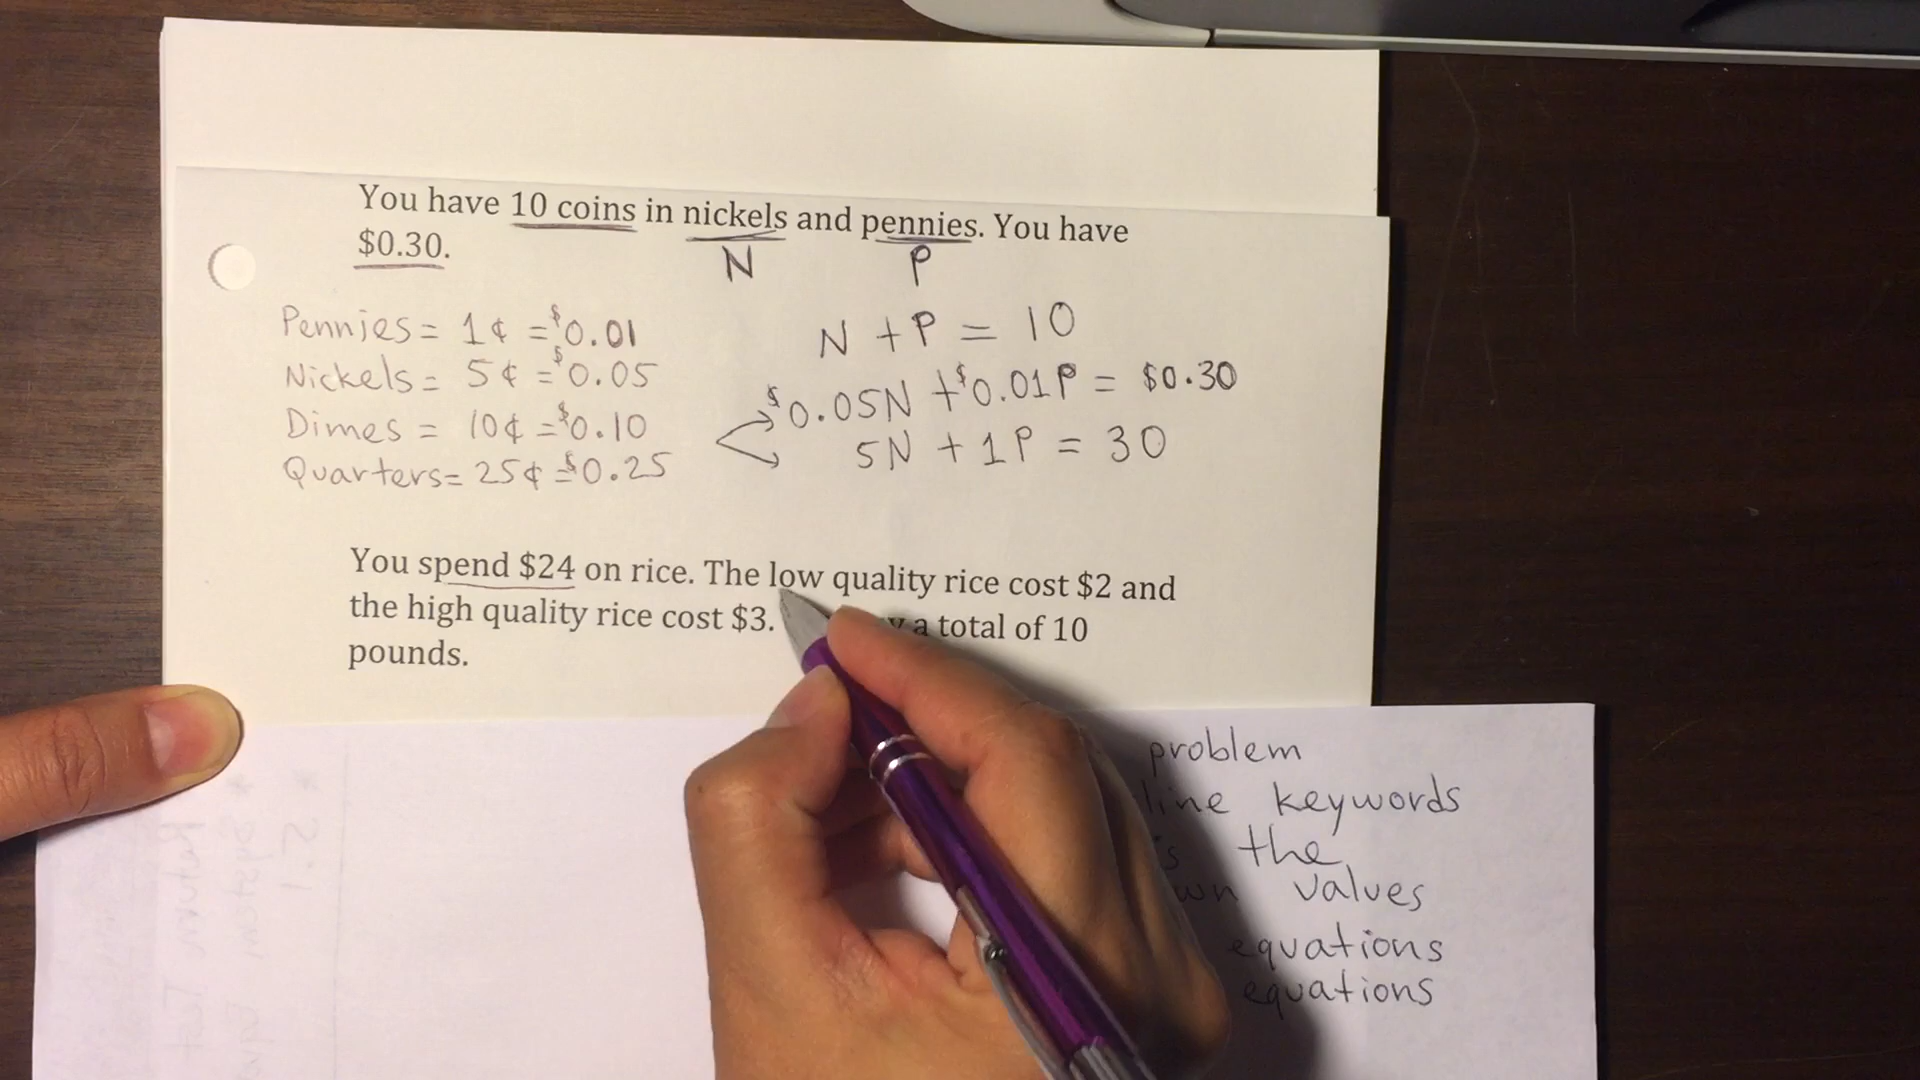 You have 10 coins in nickels and pennies. You have
$0.30.
N P
Pennies = 1¢ = $0.01
Nickels = 5¢ = $0.05
Dimes = 10¢ = $0.10
Quarters = 25¢ = $0.25
N + P = 10
$0.05N + $0.01P = $0.30
5N + 1P = 30
You spend $24 on rice. The low quality rice cost $2 and
the high quality rice cost $3. a total of 10
pounds.
problem
keywords
the
values
equations
equations